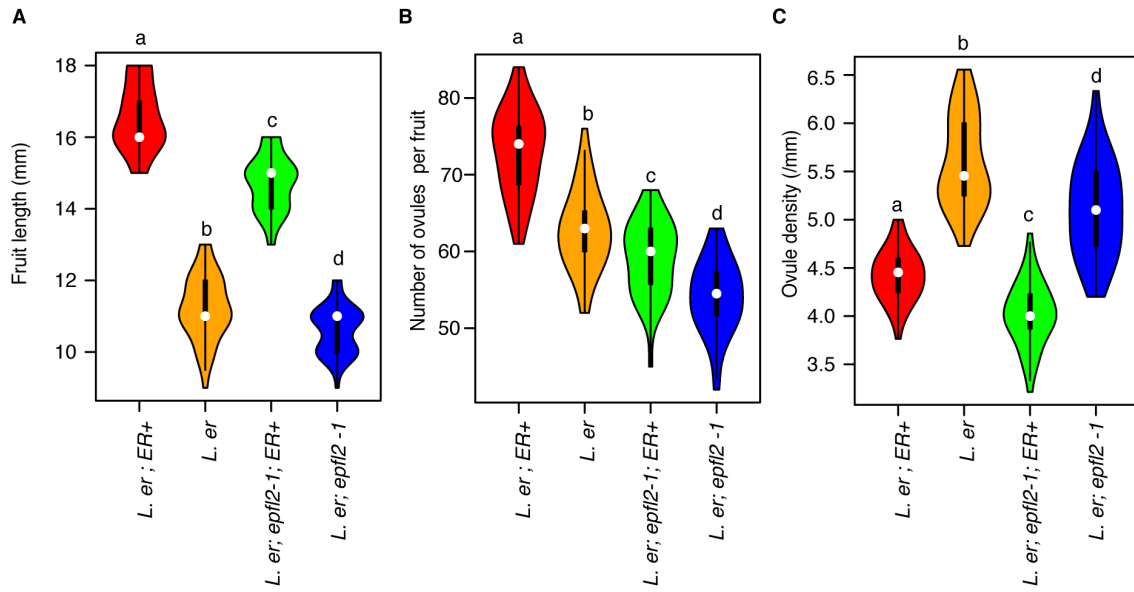 A
Fruit length (mm)
18
16
14
12
10
a
b
c
d
L. er ; ER+
L. er
L. er; epfl2-1; ER+
L. er; epfl2 -1
B
Number of ovules per fruit
80
70
60
50
a
b
c
d
L. er ; ER+
L. er
L. er; epfl2-1; ER+
L. er; epfl2 -1
C
Ovule density (/mm)
6.5
6.0
5.5
5.0
4.5
4.0
3.5
a
b
c
d
L. er ; ER+
L. er
L. er; epfl2-1; ER+
L. er; epfl2 -1